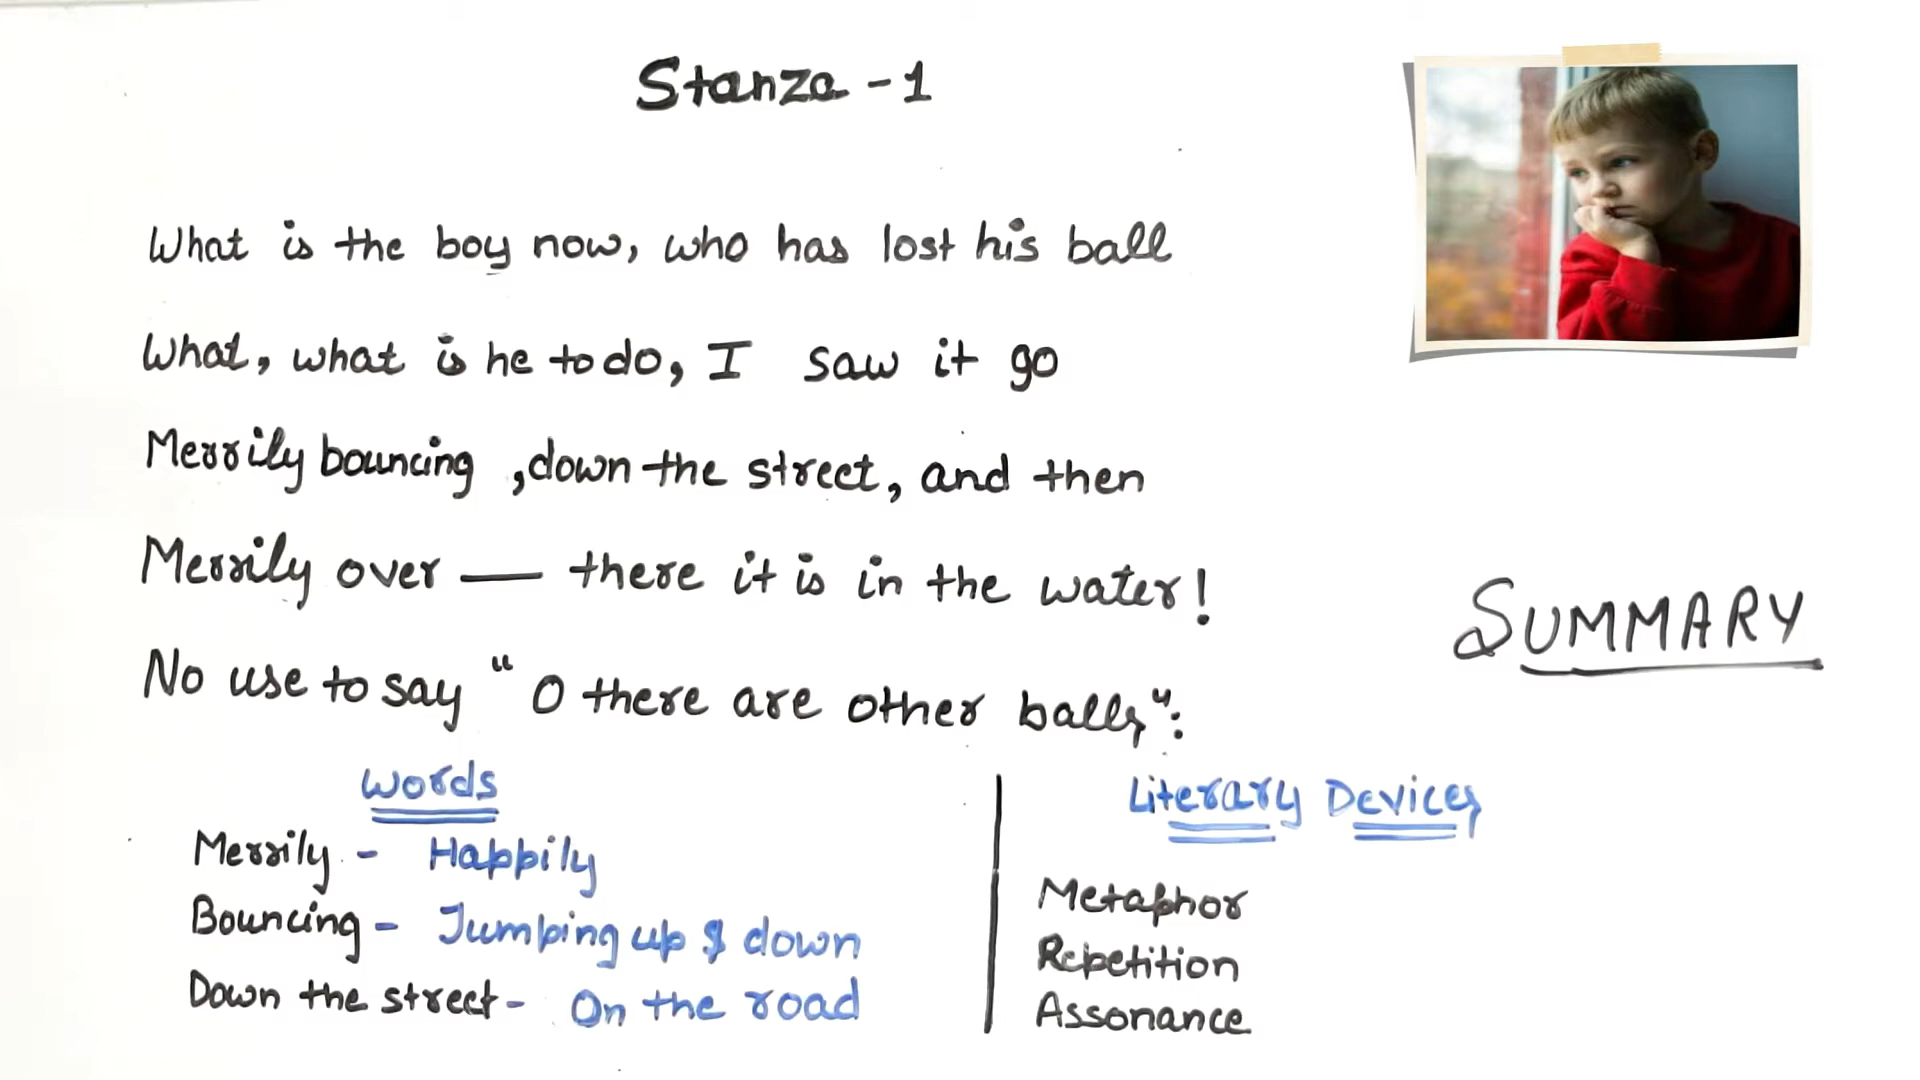 Stanza - 1
What is the boy now, who has lost his ball
What, what is he to do, I saw it go
Merrily bouncing, down the street, and then
Merrily over — there it is in the water!
No use to say "O there are other balls":
SUMMARY
Words
Merrily - Happily
Bouncing - Jumping up & down
Down the street - On the road
Literary Devices
Metaphor
Repetition
Assonance